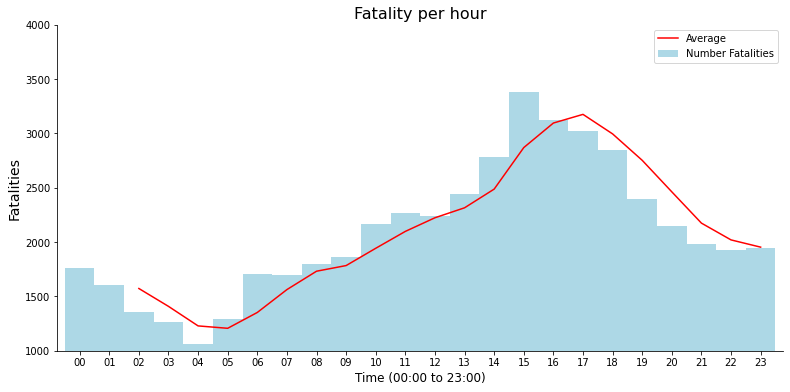 Fatality per hour
Average
Number Fatalities
Fatalities
4000
3500
3000
2500
2000
1500
1000
00 01 02 03 04 05 06 07 08 09 10 11 12 13 14 15 16 17 18 19 20 21 22 23
Time (00:00 to 23:00)